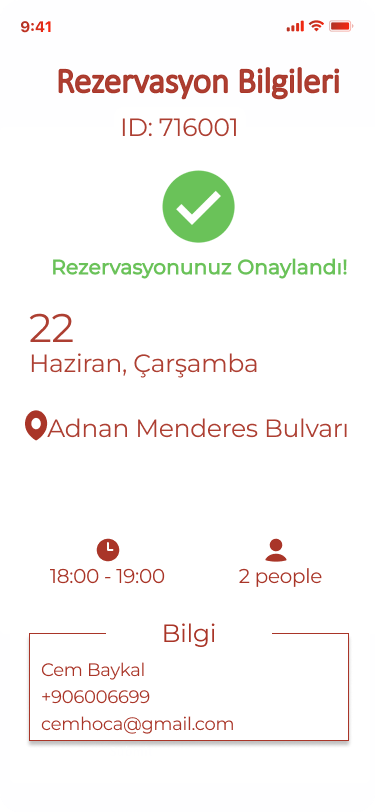 9:41
Rezervasyon Bilgileri
ID: 716001
Rezervasyonunuz Onaylandı!
22
Haziran, Çarşamba
Adnan Menderes Bulvarı
18:00 - 19:00
2 people
Bilgi
Cem Baykal
+906006699
cemhoca@gmail.com